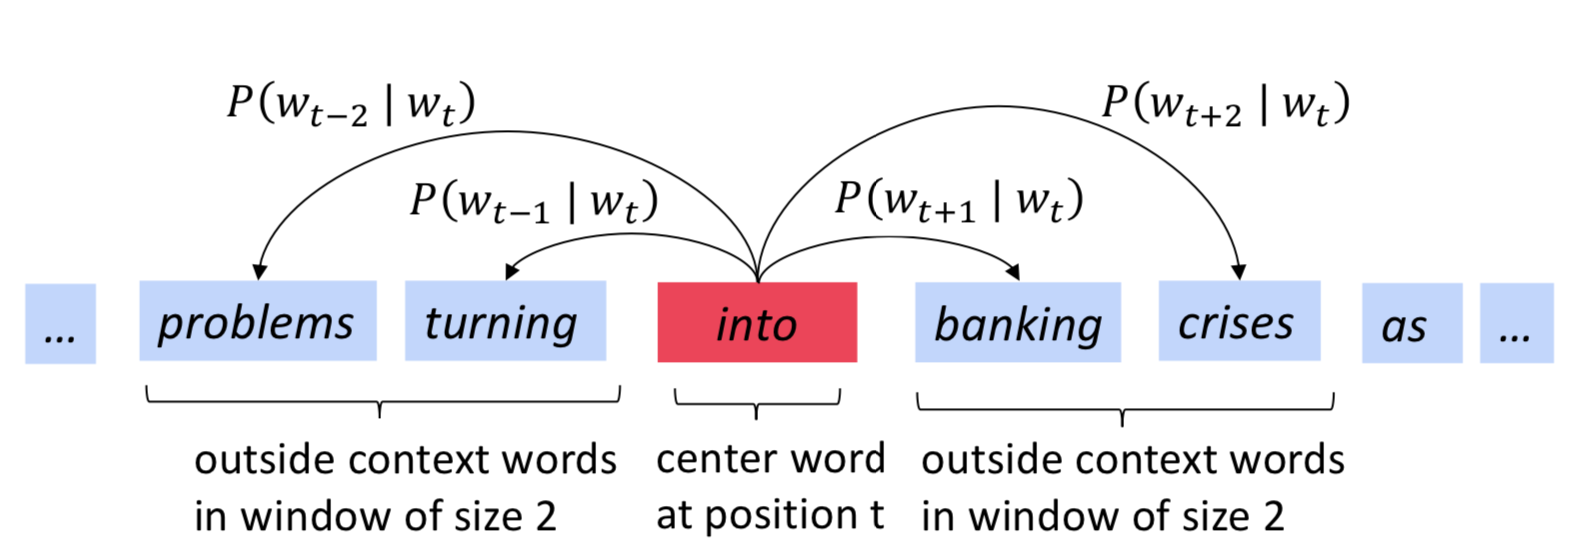 P(w_{t−2} | w_t)
P(w_{t+2} | w_t)
P(w_{t−1} | w_t)
P(w_{t+1} | w_t)
... problems turning into banking crises as ...
outside context words
in window of size 2
center word
at position t
outside context words
in window of size 2